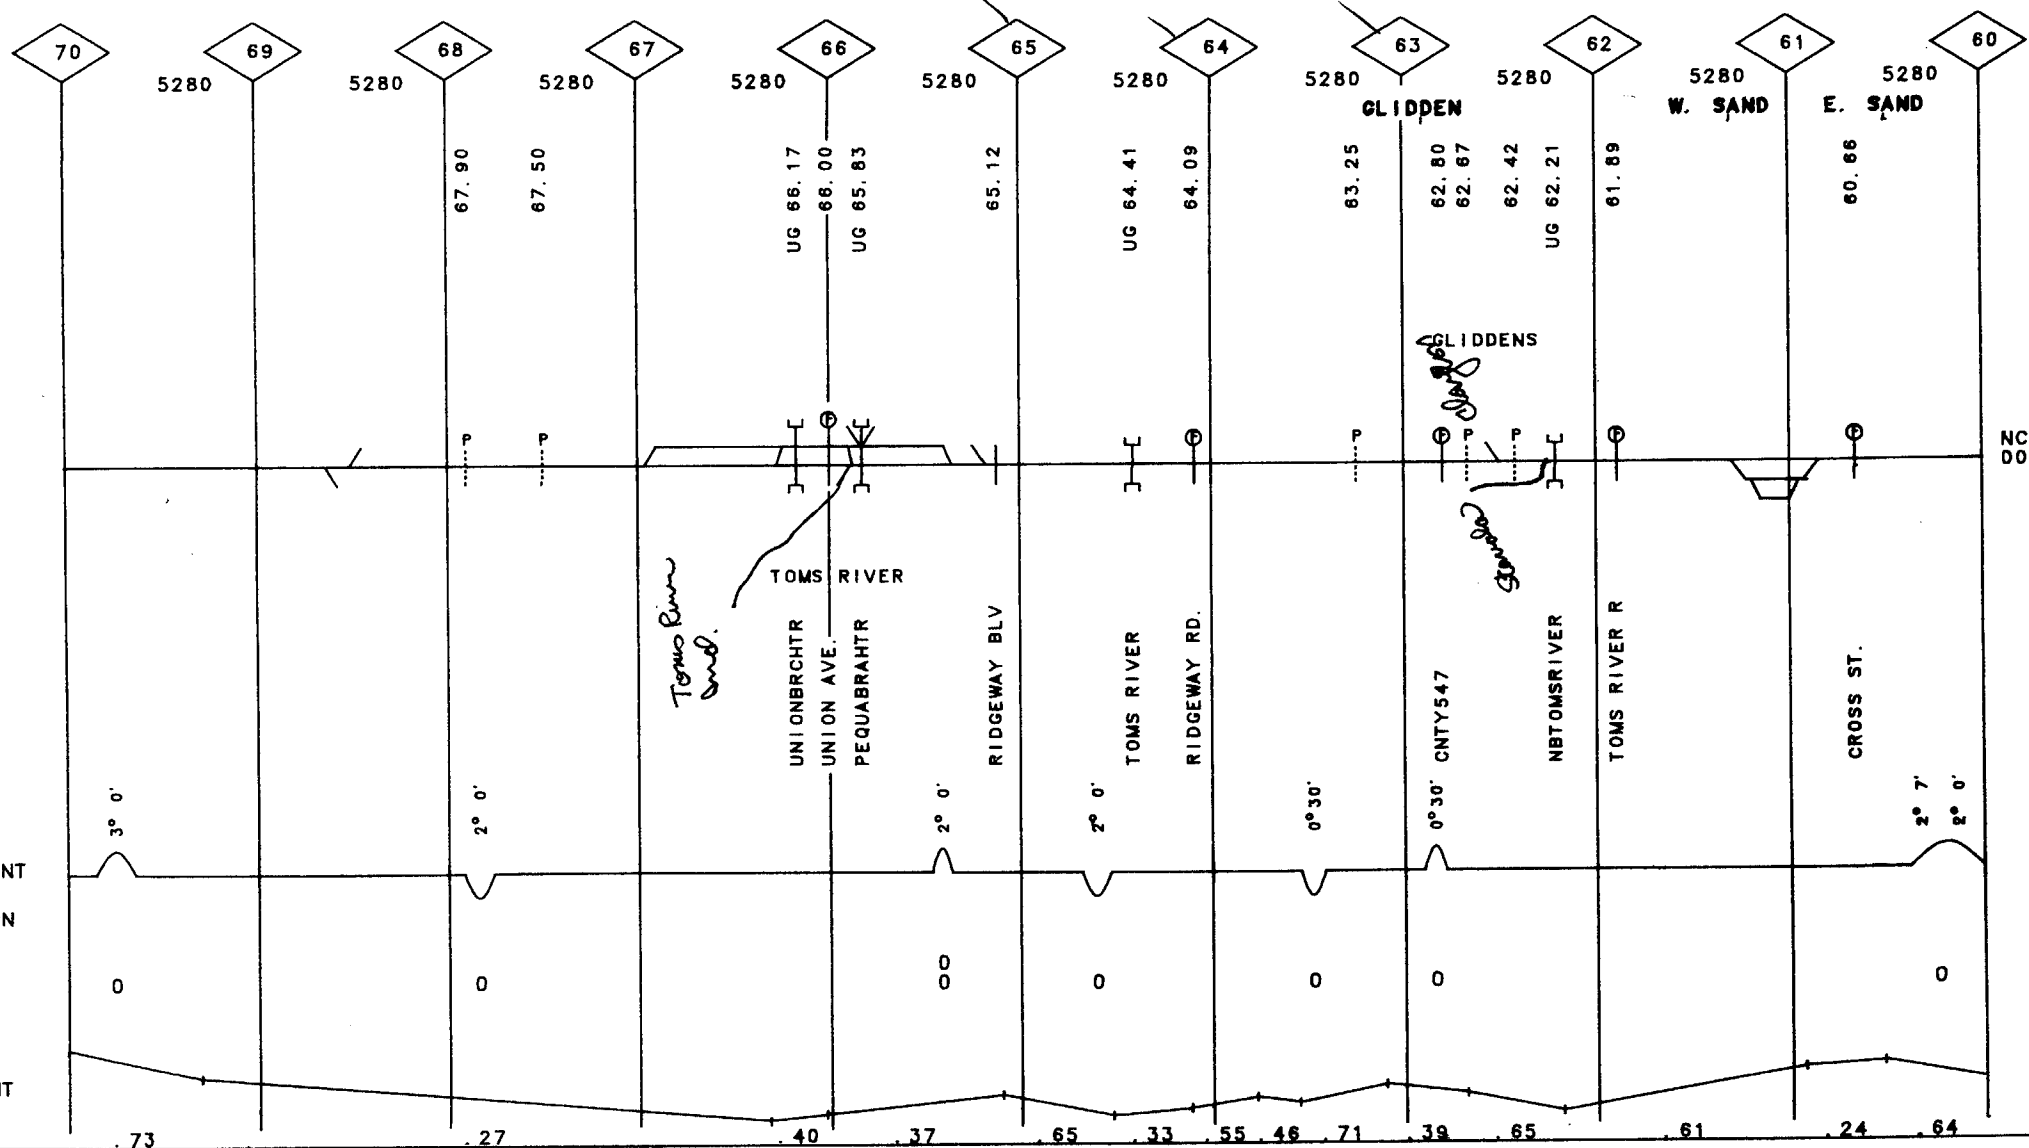 70 69 68 67 66 65 64 63 62 61 60
5280 5280 5280 5280 5280 5280 5280 5280 5280 5280
GLIDDEN W. SAND E. SAND
67.90
67.50
UG 66.17
66.00
UG 65.83
65.12
UG 64.41
64.09
63.25
62.80
62.67
62.42
UG 62.21
61.89
60.66
GLIDDENS
P P F P F P P F F
NC
DO
TOMS RIVER
Toms River
Ind.
UNIONBRCHTR
UNION AVE.
PEQUABRAHTR
RIDGEWAY BLV
TOMS RIVER
RIDGEWAY RD.
CNTY547
NBTOMSRIVER
TOMS RIVER R
CROSS ST.
3° 0'
2° 0'
2° 0'
2° 0'
0°30'
0°30'
2° 7'
2° 0'
NT
N
0 0 0 0 0 0 0 0
IT
.73 .27 .40 .37 .65 .33 .55 .46 .71 .39 .65 .61 .24 .64